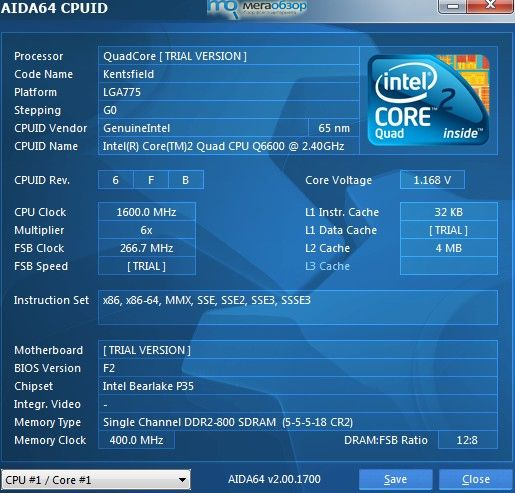 AIDA64 CPUID
мегаобзор
Processor QuadCore [ TRIAL VERSION ]
Code Name Kentsfield
Platform LGA775
Stepping G0
CPUID Vendor GenuineIntel 65 nm
CPUID Name Intel(R) Core(TM)2 Quad CPU Q6600 @ 2.40GHz
intel
CORE 2
Quad inside™
CPUID Rev. 6 F B Core Voltage 1.168 V
CPU Clock 1600.0 MHz L1 Instr. Cache 32 KB
Multiplier 6x L1 Data Cache [ TRIAL ]
FSB Clock 266.7 MHz L2 Cache 4 MB
FSB Speed [ TRIAL ] L3 Cache
Instruction Set x86, x86-64, MMX, SSE, SSE2, SSE3, SSSE3
Motherboard [ TRIAL VERSION ]
BIOS Version F2
Chipset Intel Bearlake P35
Integr. Video -
Memory Type Single Channel DDR2-800 SDRAM (5-5-5-18 CR2)
Memory Clock 400.0 MHz DRAM:FSB Ratio 12:8
CPU #1 / Core #1 AIDA64 v2.00.1700 Save Close